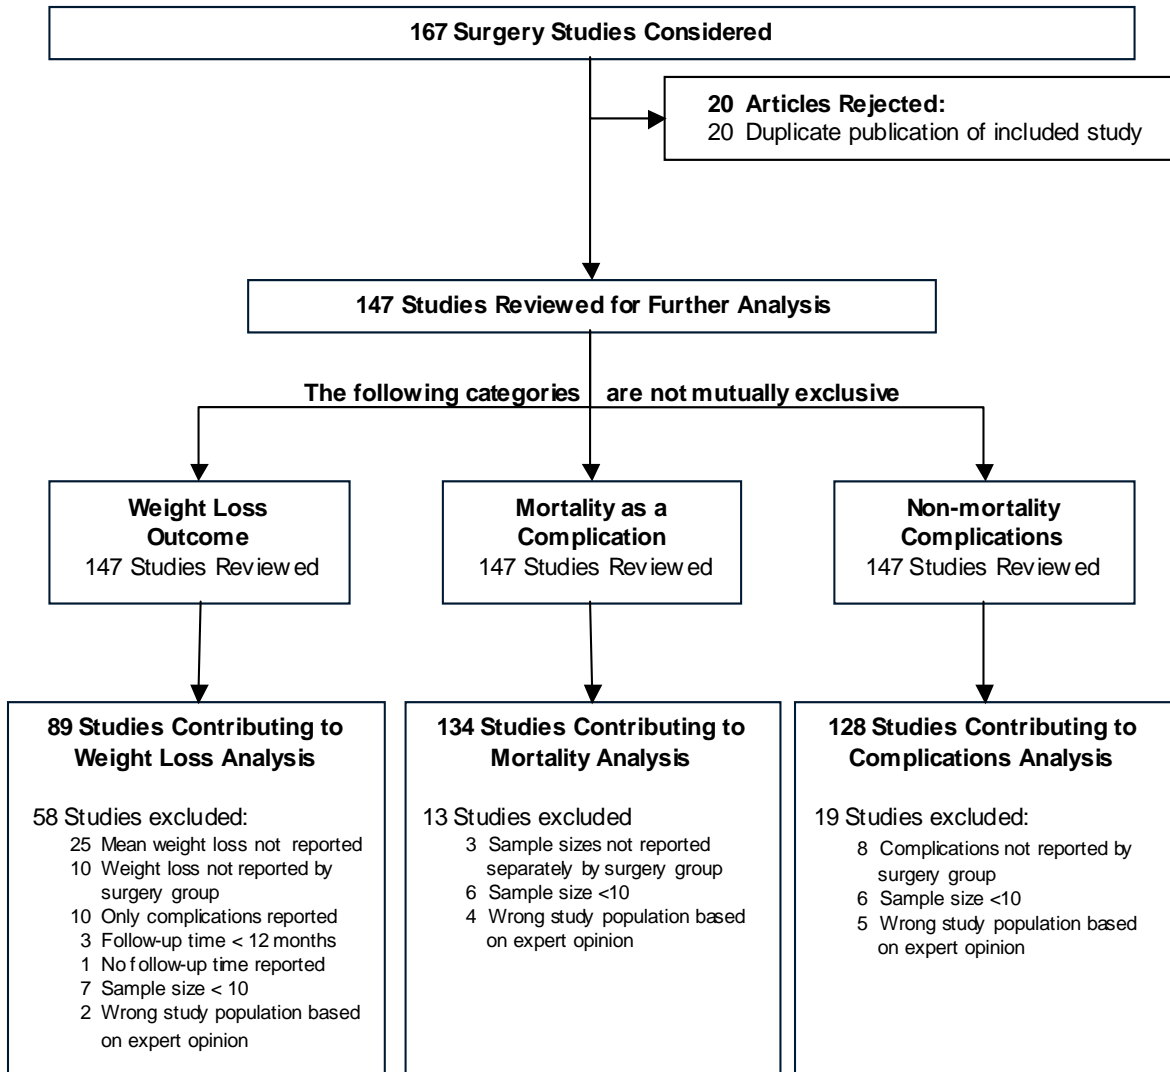 167 Surgery Studies Considered
20 Articles Rejected:
20 Duplicate publication of included study
147 Studies Reviewed for Further Analysis
The following categories are not mutually exclusive
Weight Loss
Outcome
147 Studies Reviewed
Mortality as a
Complication
147 Studies Reviewed
Non-mortality
Complications
147 Studies Reviewed
89 Studies Contributing to
Weight Loss Analysis
58 Studies excluded:
25 Mean weight loss not reported
10 Weight loss not reported by
surgery group
10 Only complications reported
3 Follow-up time < 12 months
1 No follow-up time reported
7 Sample size < 10
2 Wrong study population based
on expert opinion
134 Studies Contributing to
Mortality Analysis
13 Studies excluded
3 Sample sizes not reported
separately by surgery group
6 Sample size <10
4 Wrong study population based
on expert opinion
128 Studies Contributing to
Complications Analysis
19 Studies excluded:
8 Complications not reported by
surgery group
6 Sample size <10
5 Wrong study population based
on expert opinion